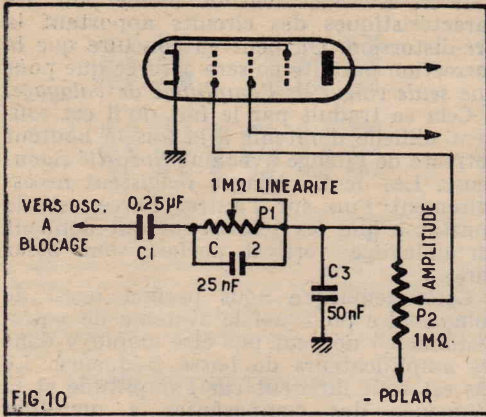 1MΩ LINEARITE
VERS OSC.
A
BLOCAGE
0,25µF
P1
C1
C 2
25 nF
C3
50nF
AMPLITUDE
P2
1MΩ
- POLAR
FIG.10